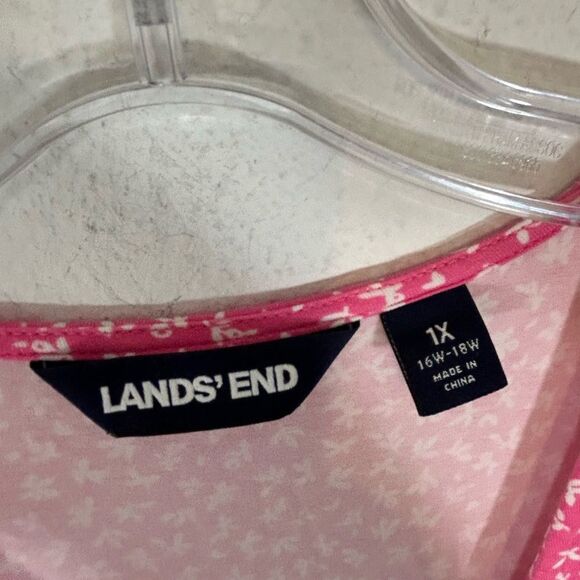 LANDS' END
1X
16W-18W
MADE IN
CHINA